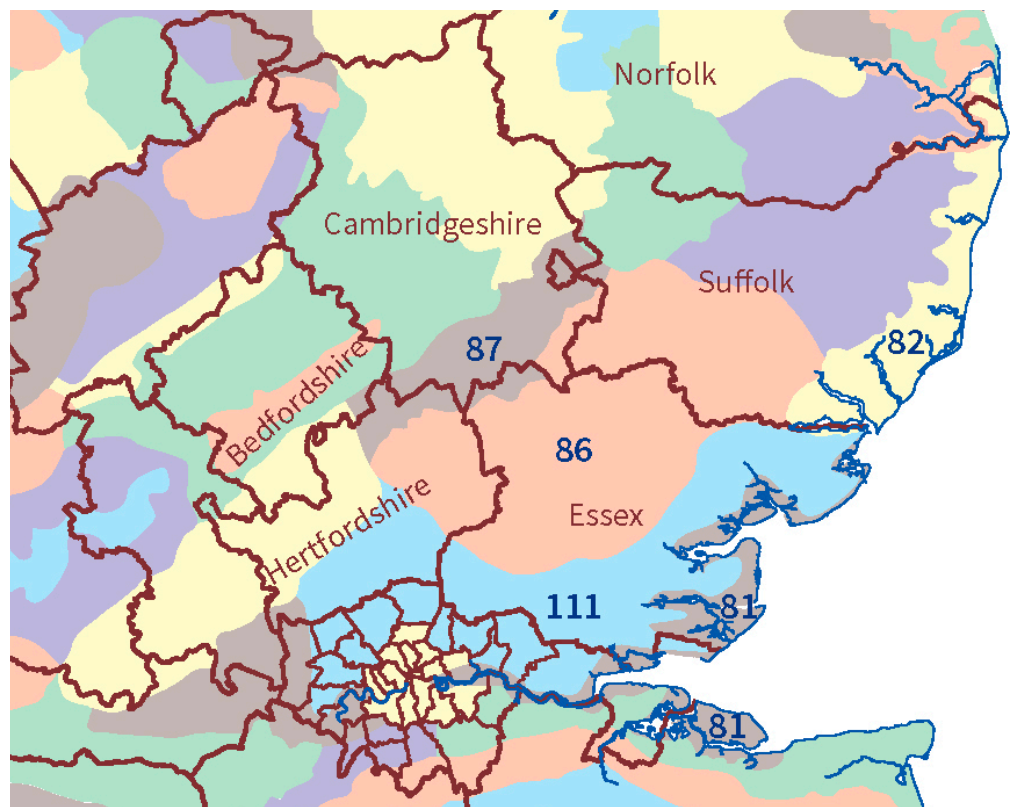 Norfolk
Cambridgeshire
Suffolk
87
82
Bedfordshire
86
Essex
Hertfordshire
111
81
81